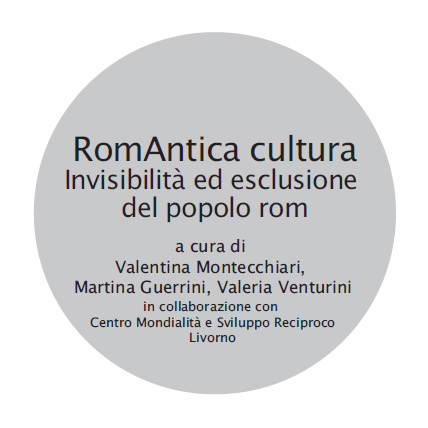 RomAntica cultura
Invisibilità ed esclusione
del popolo rom
a cura di
Valentina Montecchiari,
Martina Guerrini, Valeria Venturini
in collaborazione con
Centro Mondialità e Sviluppo Reciproco
Livorno